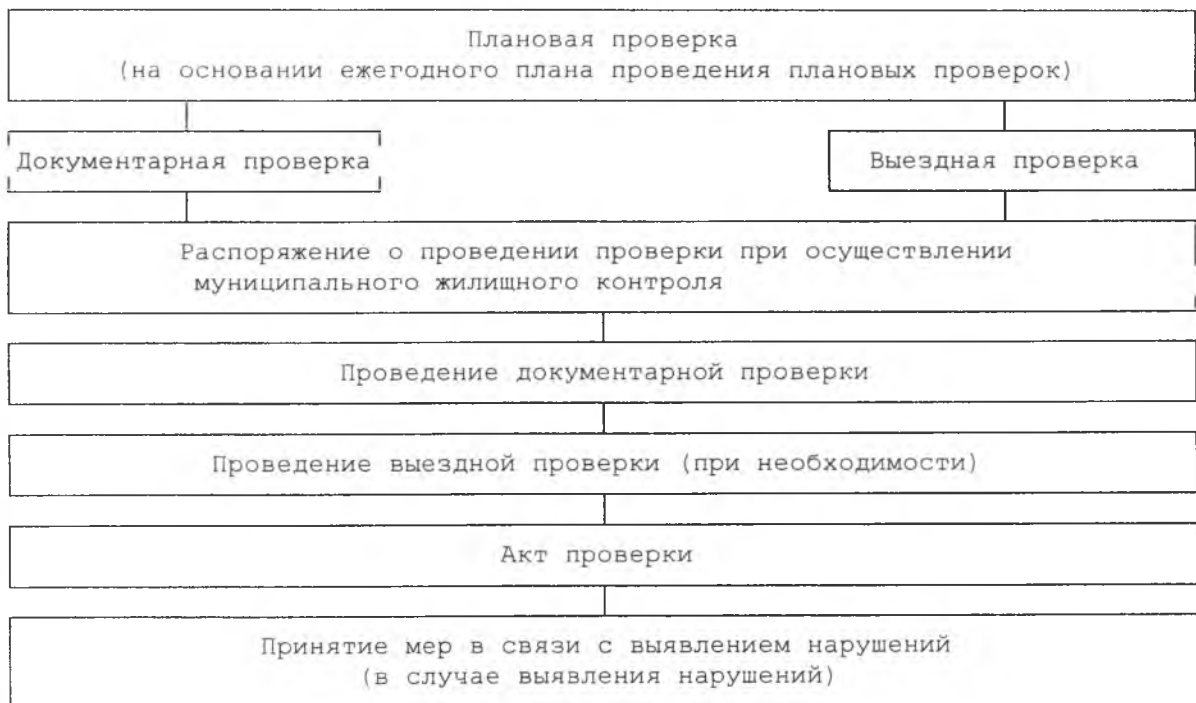 Плановая проверка
(на основании ежегодного плана проведения плановых проверок)
Документарная проверка
Выездная проверка
Распоряжение о проведении проверки при осуществлении
муниципального жилищного контроля
Проведение документарной проверки
Проведение выездной проверки (при необходимости)
Акт проверки
Принятие мер в связи с выявлением нарушений
(в случае выявления нарушений)